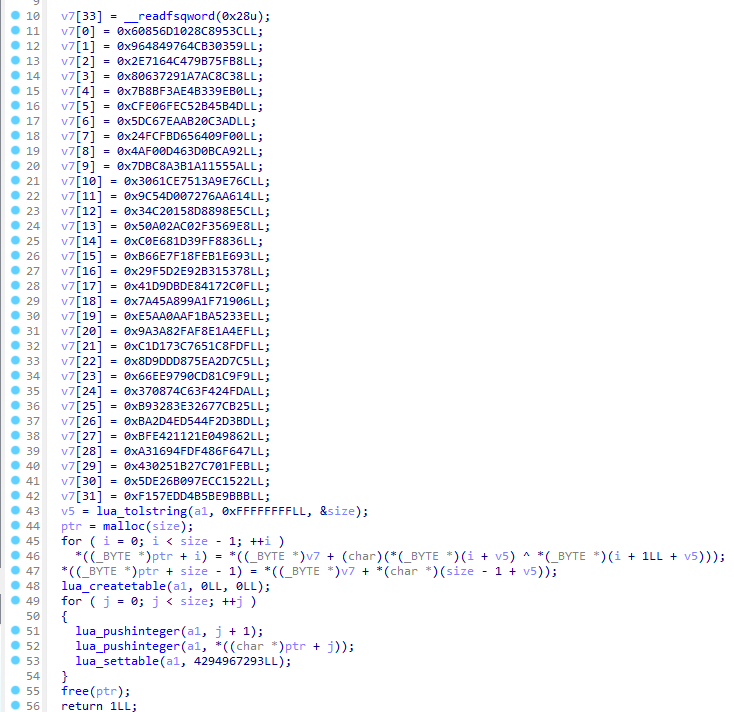 9
10 v7[33] = __readfsqword(0x28u);
11 v7[0] = 0x60856D1028C8953CLL;
12 v7[1] = 0x964849764CB30359LL;
13 v7[2] = 0x2E7164C479B75FB8LL;
14 v7[3] = 0x80637291A7AC8C38LL;
15 v7[4] = 0x7B8BF3AE4B339EB0LL;
16 v7[5] = 0xCFE06FEC52B45B4DLL;
17 v7[6] = 0x5DC67EAAB20C3ADLL;
18 v7[7] = 0x24FCFBD656409F00LL;
19 v7[8] = 0x4AF00D463D0BCA92LL;
20 v7[9] = 0x7DBC8A3B1A11555ALL;
21 v7[10] = 0x3061CE7513A9E76CLL;
22 v7[11] = 0x9C54D007276AA614LL;
23 v7[12] = 0x34C20158D8898E5CLL;
24 v7[13] = 0x50A02AC02F3569E8LL;
25 v7[14] = 0xC0E681D39FF8836LL;
26 v7[15] = 0xB66E7F18FEB1E693LL;
27 v7[16] = 0x29F5D2E92B315378LL;
28 v7[17] = 0x41D9DBDE84172C0FLL;
29 v7[18] = 0x7A45A899A1F71906LL;
30 v7[19] = 0xE5AA0AAF1BA5233ELL;
31 v7[20] = 0x9A3A82FAF8E1A4EFLL;
32 v7[21] = 0xC1D173C7651C8FDFLL;
33 v7[22] = 0x8D9DDD875EA2D7C5LL;
34 v7[23] = 0x66EE9790CD81C9F9LL;
35 v7[24] = 0x370874C63F424FDALL;
36 v7[25] = 0xB93283E32677CB25LL;
37 v7[26] = 0xBA2D4ED544F2D3BDLL;
38 v7[27] = 0xBFE421121E049862LL;
39 v7[28] = 0xA31694FDF486F647LL;
40 v7[29] = 0x430251B27C701FEBLL;
41 v7[30] = 0x5DE26B097ECC1522LL;
42 v7[31] = 0xF157EDD4B5BE9BBBLL;
43 v5 = lua_tolstring(a1, 0xFFFFFFFFLL, &size);
44 ptr = malloc(size);
45 for ( i = 0; i < size - 1; ++i )
46 *((_BYTE *)ptr + i) = *((_BYTE *)v7 + (char)(*(_BYTE *)(i + v5) ^ *(_BYTE *)(i + 1LL + v5)));
47 *((_BYTE *)ptr + size - 1) = *((_BYTE *)v7 + *(char *)(size - 1 + v5));
48 lua_createtable(a1, 0LL, 0LL);
49 for ( j = 0; j < size; ++j )
50 {
51 lua_pushinteger(a1, j + 1);
52 lua_pushinteger(a1, *((char *)ptr + j));
53 lua_settable(a1, 4294967293LL);
54 }
55 free(ptr);
56 return 1LL;